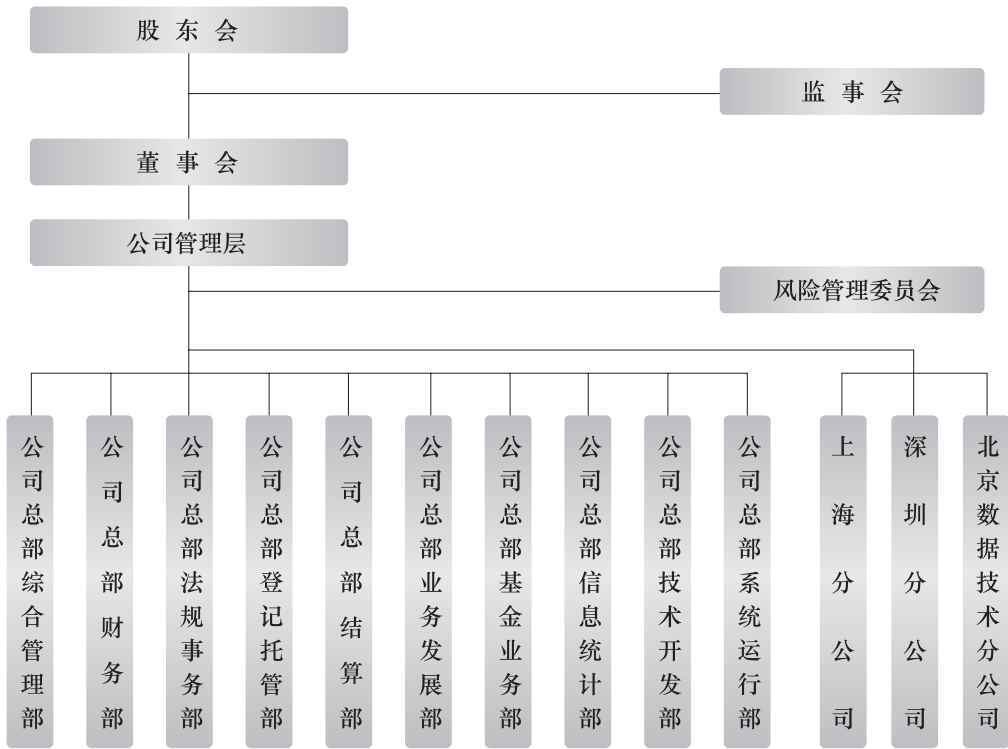 股东会
监事会
董事会
公司管理层
风险管理委员会
公司总部综合管理部
公司总部财务部
公司总部法规事务部
公司总部登记托管部
公司总部结算部
公司总部业务发展部
公司总部基金业务部
公司总部信息统计部
公司总部技术开发部
公司总部系统运行部
上海分公司
深圳分公司
北京数据技术分公司